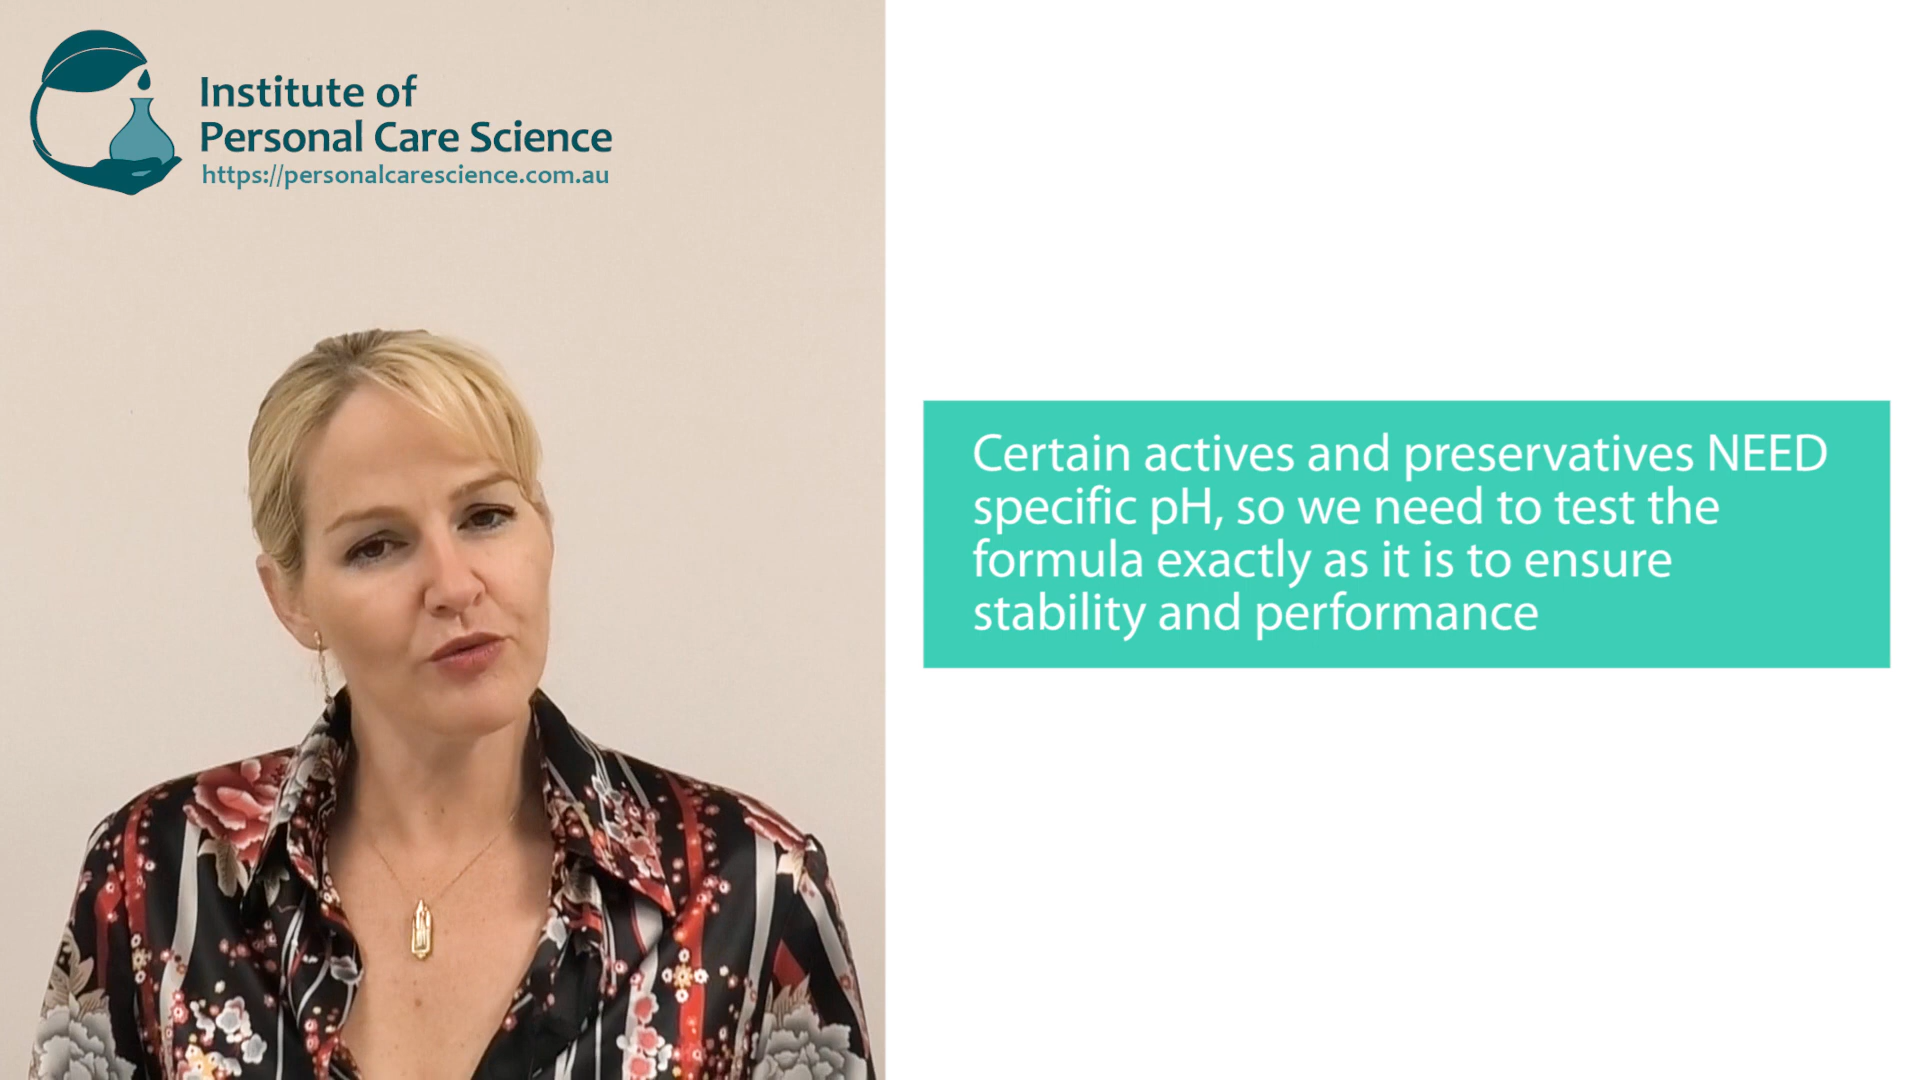 Institute of
Personal Care Science
https://personalcarescience.com.au
Certain actives and preservatives NEED
specific pH, so we need to test the
formula exactly as it is to ensure
stability and performance